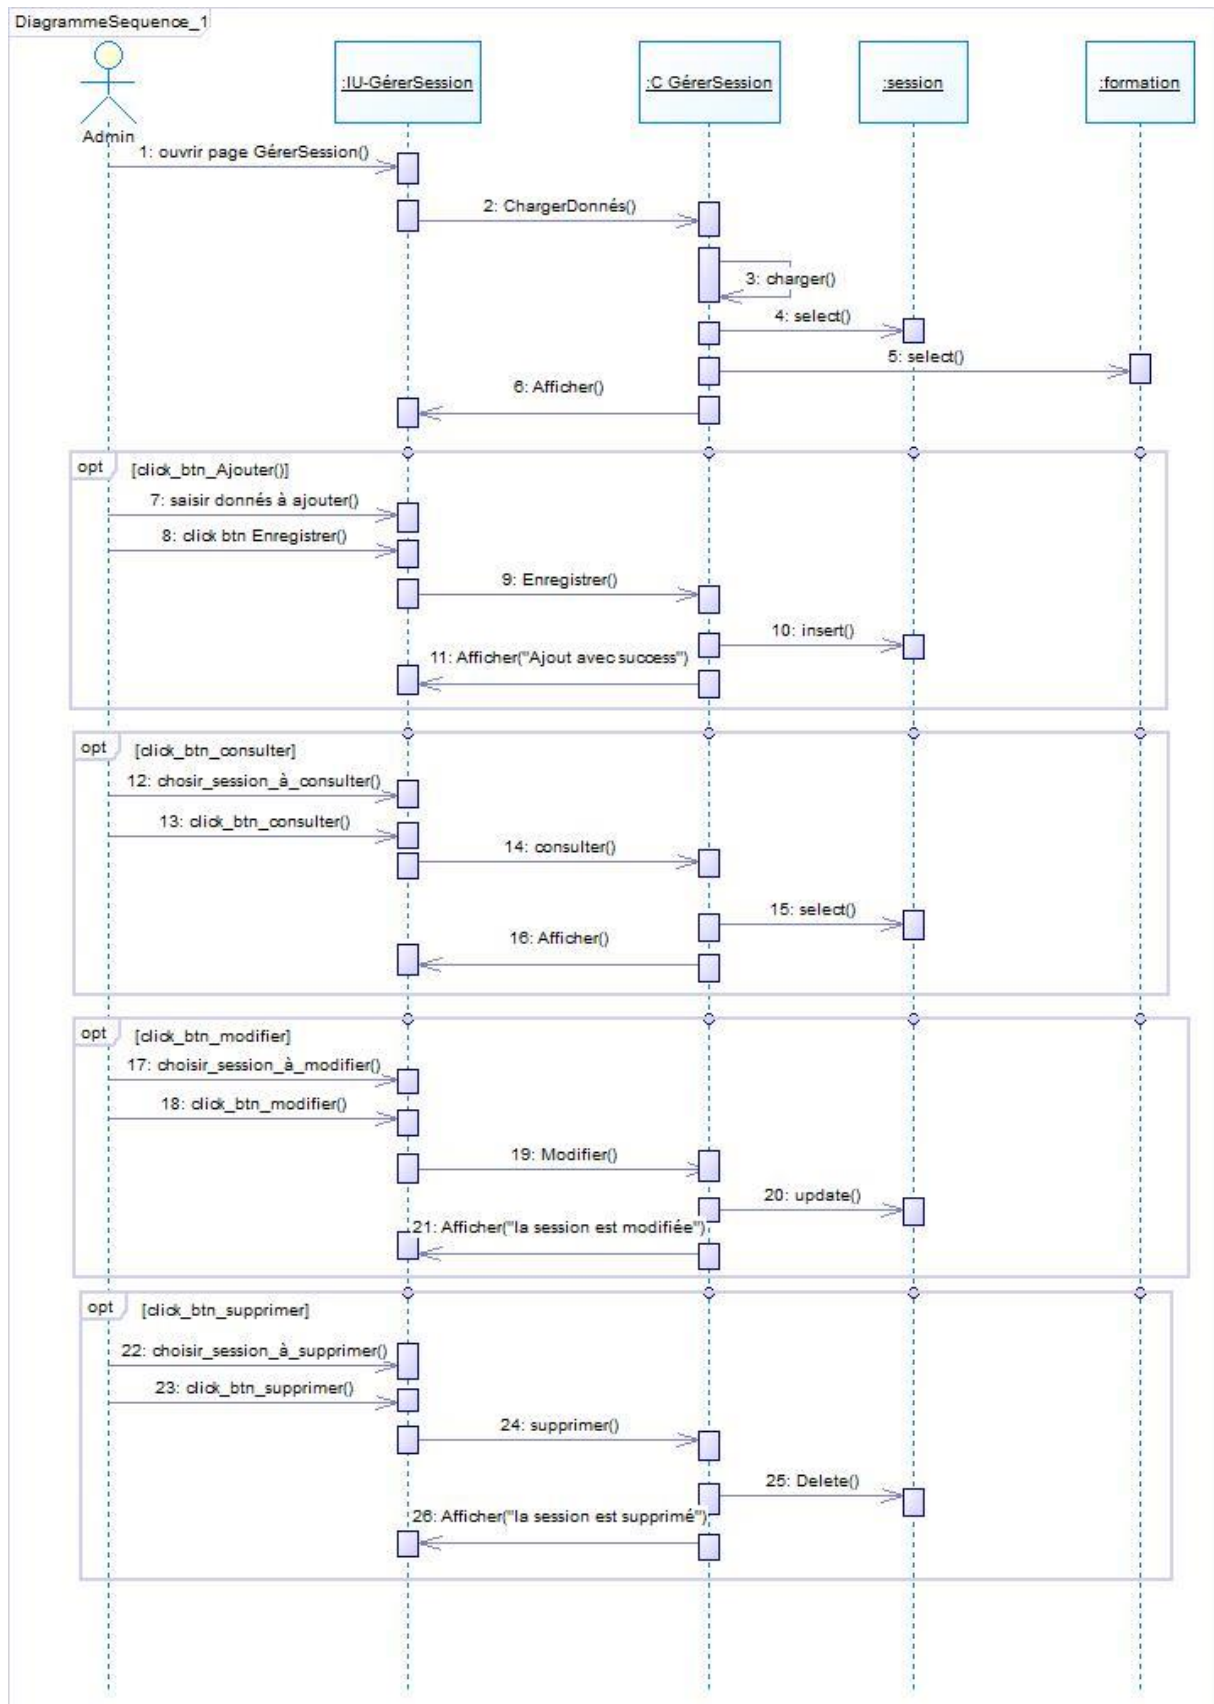 DiagrammeSequence_1
:IU-GérerSession
:C GérerSession
:session
:formation
Admin
1: ouvrir page GérerSession()
2: ChargerDonnés()
3: charger()
4: select()
5: select()
6: Afficher()
opt
[click_btn_Ajouter()]
7: saisir donnés à ajouter()
8: click btn Enregistrer()
9: Enregistrer()
10: insert()
11: Afficher("Ajout avec success")
opt
[click_btn_consulter]
12: chosir_session_à_consulter()
13: click_btn_consulter()
14: consulter()
15: select()
16: Afficher()
opt
[click_btn_modifier]
17: choisir_session_à_modifier()
18: click_btn_modifier()
19: Modifier()
20: update()
21: Afficher("la session est modifiée")
opt
[click_btn_supprimer]
22: choisir_session_à_supprimer()
23: click_btn_supprimer()
24: supprimer()
25: Delete()
26: Afficher("la session est supprimé")